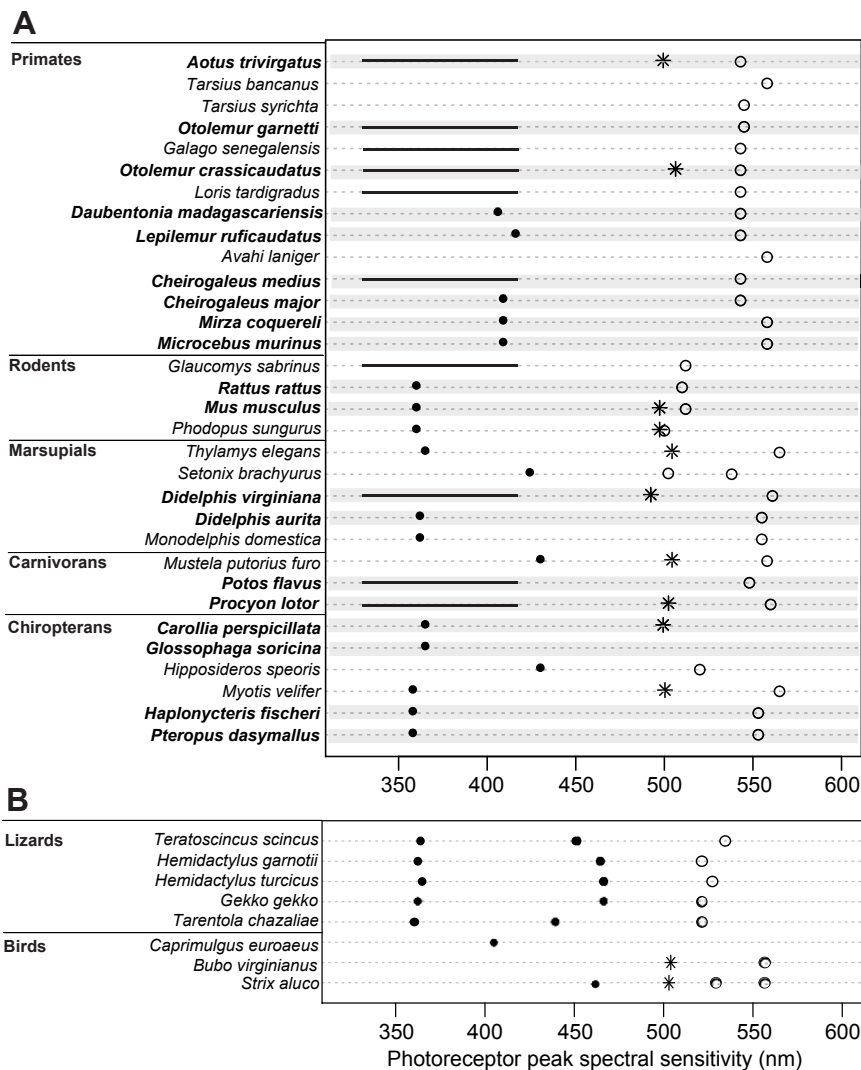 A
Primates
Aotus trivirgatus
Tarsius bancanus
Tarsius syrichta
Otolemur garnetti
Galago senegalensis
Otolemur crassicaudatus
Loris tardigradus
Daubentonia madagascariensis
Lepilemur ruficaudatus
Avahi laniger
Cheirogaleus medius
Cheirogaleus major
Mirza coquereli
Microcebus murinus
Rodents
Glaucomys sabrinus
Rattus rattus
Mus musculus
Phodopus sungurus
Marsupials
Thylamys elegans
Setonix brachyurus
Didelphis virginiana
Didelphis aurita
Monodelphis domestica
Carnivorans
Mustela putorius furo
Potos flavus
Procyon lotor
Chiropterans
Carollia perspicillata
Glossophaga soricina
Hipposideros speoris
Myotis velifer
Haplonycteris fischeri
Pteropus dasymallus
350 400 450 500 550 600
B
Lizards
Teratoscincus scincus
Hemidactylus garnotii
Hemidactylus turcicus
Gekko gekko
Tarentola chazaliae
Birds
Caprimulgus euroaeus
Bubo virginianus
Strix aluco
350 400 450 500 550 600
Photoreceptor peak spectral sensitivity (nm)